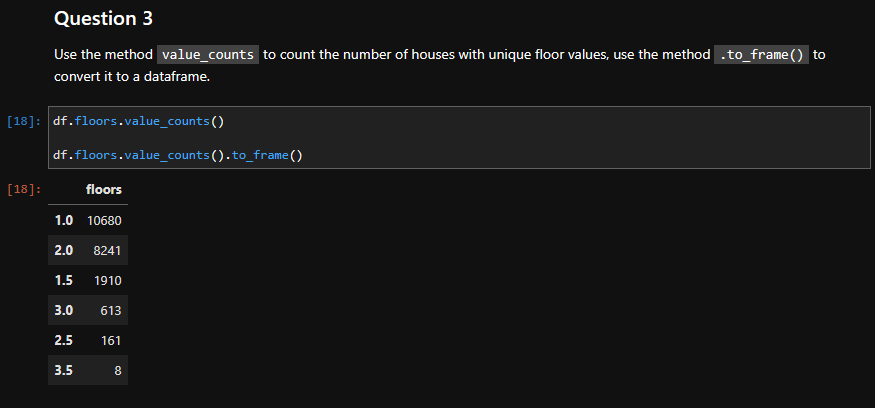 Question 3
Use the method value_counts to count the number of houses with unique floor values, use the method .to_frame() to
convert it to a dataframe.
[18]: df.floors.value_counts()
df.floors.value_counts().to_frame()
[18]: floors
1.0 10680
2.0 8241
1.5 1910
3.0 613
2.5 161
3.5 8